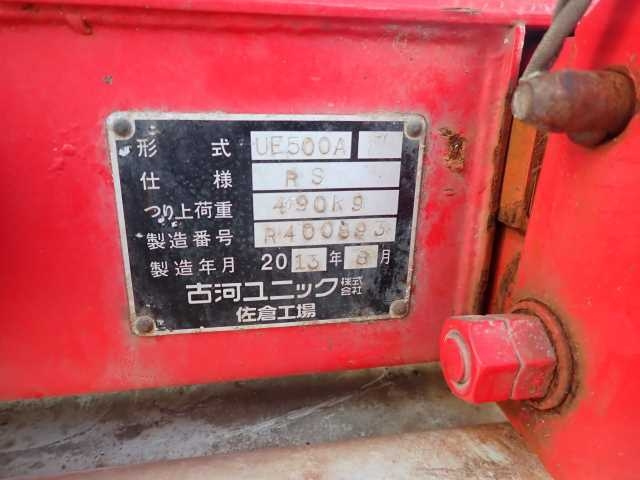 形式 UE500A 型
仕様 RS
つり上荷重 490kg
製造番号 R400893
製造年月 2013年8月
古河ユニック株式会社
佐倉工場